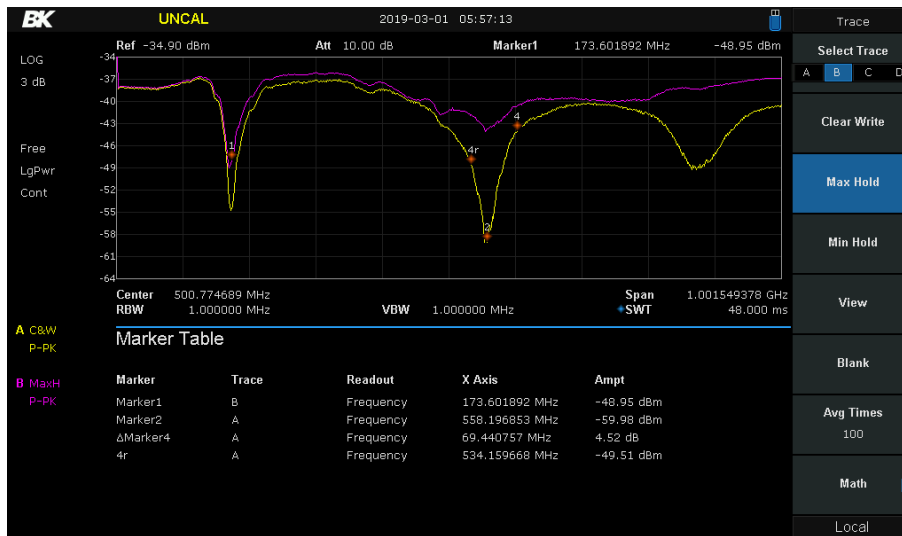 BK UNCAL 2019-03-01 05:57:13 Trace
Ref -34.90 dBm Att 10.00 dB Marker1 173.601892 MHz -48.95 dBm
Select Trace
A B C D
LOG
3 dB
Free
LgPwr
Cont
-34
-37
-40
-43
-46
-49
-52
-55
-58
-61
-64
1
4r
2
4
Clear Write
Max Hold
Min Hold
View
Blank
Avg Times
100
Math
Local
Center 500.774689 MHz Span 1.001549378 GHz
RBW 1.000000 MHz VBW 1.000000 MHz SWT 48.000 ms
A C&W
P-PK
B MaxH
P-PK
Marker Table
Marker Trace Readout X Axis Ampt
Marker1 B Frequency 173.601892 MHz -48.95 dBm
Marker2 A Frequency 558.196853 MHz -59.98 dBm
ΔMarker4 A Frequency 69.440757 MHz 4.52 dB
4r A Frequency 534.159668 MHz -49.51 dBm